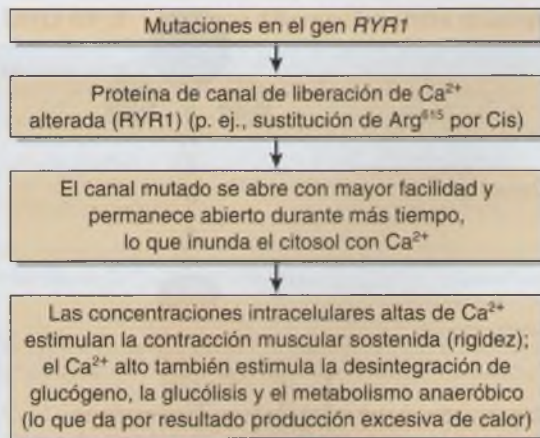 Mutaciones en el gen RYR1
Proteína de canal de liberación de Ca²⁺
alterada (RYR1) (p. ej., sustitución de Arg⁶¹⁵ por Cis)
El canal mutado se abre con mayor facilidad y
permanece abierto durante más tiempo,
lo que inunda el citosol con Ca²⁺
Las concentraciones intracelulares altas de Ca²⁺
estimulan la contracción muscular sostenida (rigidez);
el Ca²⁺ alto también estimula la desintegración de
glucógeno, la glucólisis y el metabolismo anaeróbico
(lo que da por resultado producción excesiva de calor)